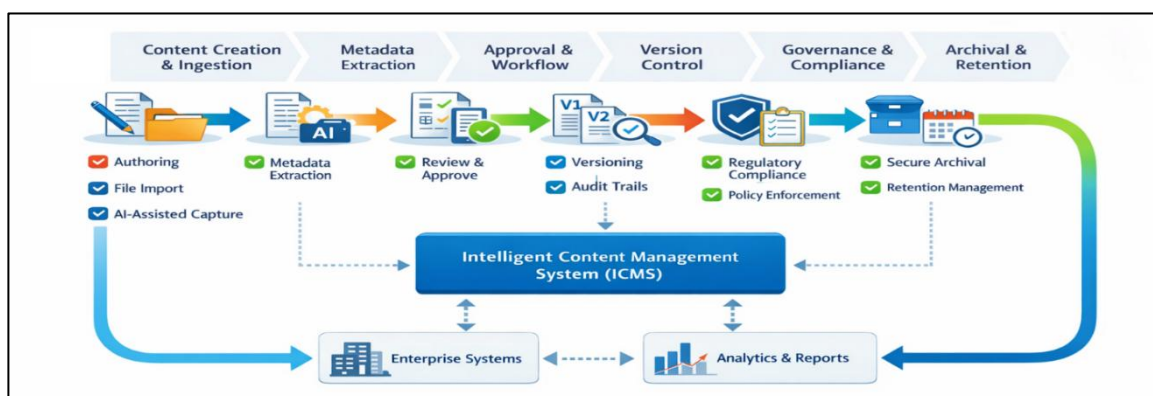 Content Creation
& Ingestion
Metadata
Extraction
Approval &
Workflow
Version
Control
Governance &
Compliance
Archival &
Retention
AI
V1
V2
Authoring
File Import
AI-Assisted Capture
Metadata
Extraction
Review &
Approve
Versioning
Audit Trails
Regulatory
Compliance
Policy Enforcement
Secure Archival
Retention Management
Intelligent Content Management
System (ICMS)
Enterprise Systems
Analytics & Reports